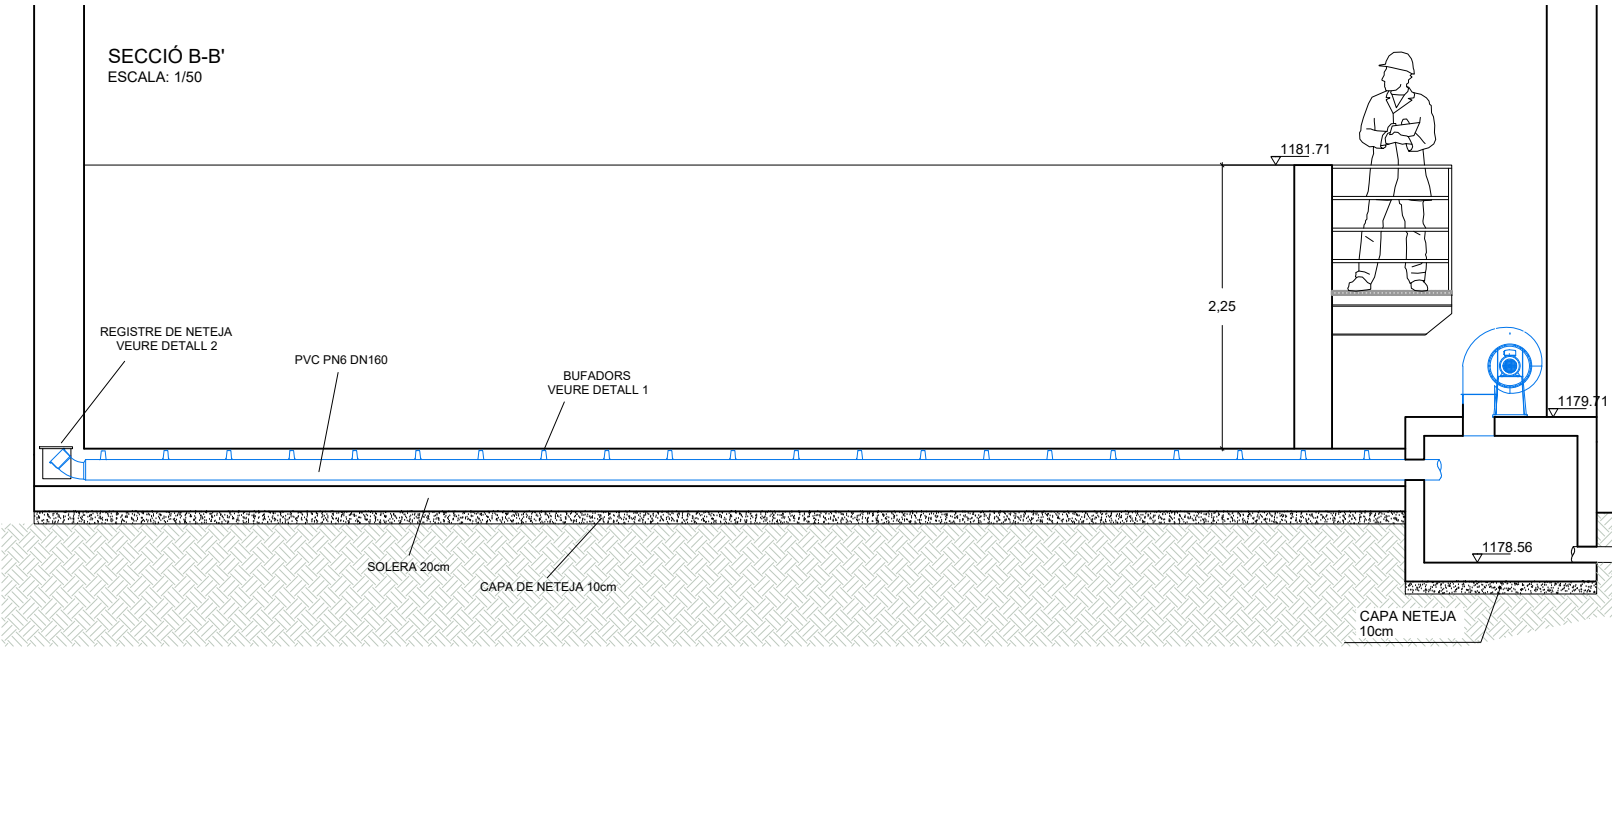 SECCIÓ B-B'
ESCALA: 1/50
1181.71
2,25
REGISTRE DE NETEJA
VEURE DETALL 2
PVC PN6 DN160
BUFADORS
VEURE DETALL 1
1179.71
1178.56
SOLERA 20cm
CAPA DE NETEJA 10cm
CAPA NETEJA
10cm